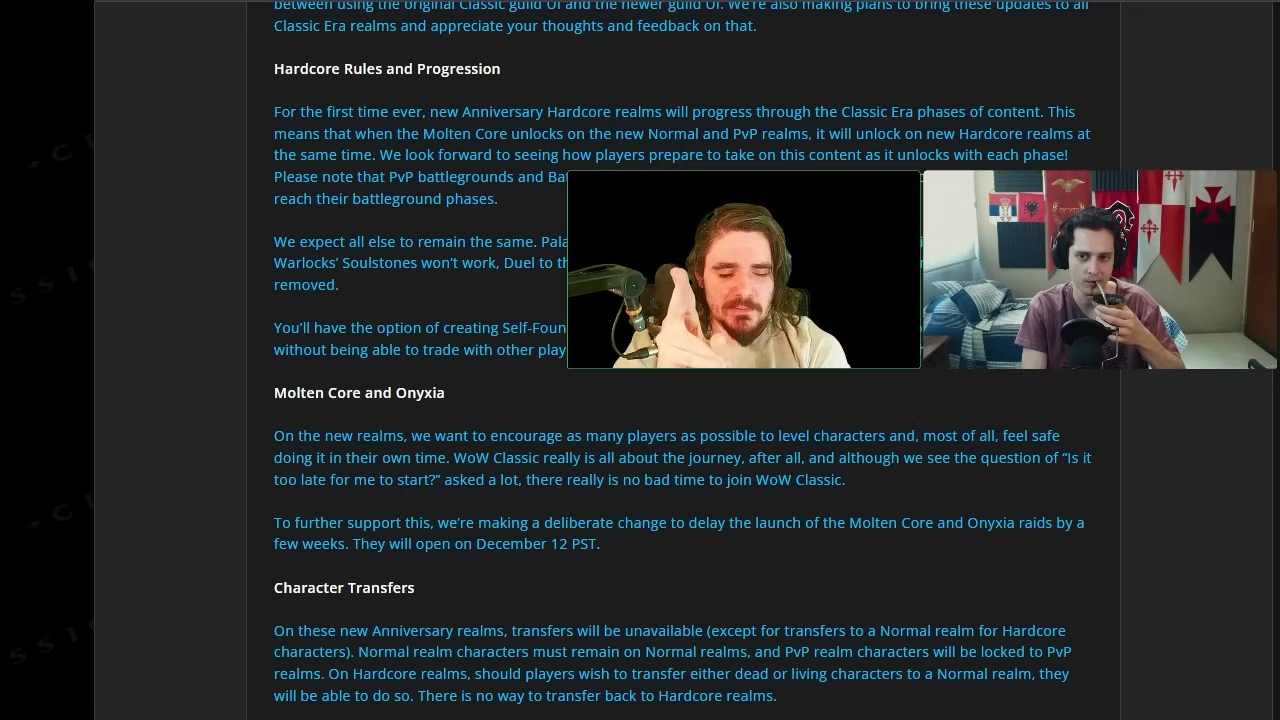 between using the original Classic guild UI and the newer guild UI. We're also making plans to bring these updates to all
Classic Era realms and appreciate your thoughts and feedback on that.
Hardcore Rules and Progression
For the first time ever, new Anniversary Hardcore realms will progress through the Classic Era phases of content. This
means that when the Molten Core unlocks on the new Normal and PvP realms, it will unlock on new Hardcore realms at
the same time. We look forward to seeing how players prepare to take on this content as it unlocks with each phase!
Please note that PvP battlegrounds and
reach their battleground phases.
We expect all else to remain the same.
Warlocks' Soulstones won't work, Duel to
removed.
You'll have the option of creating
without being able to trade with other
Molten Core and Onyxia
On the new realms, we want to encourage as many players as possible to level characters and, most of all, feel safe
doing it in their own time. WoW Classic really is all about the journey, after all, and although we see the question of “Is it
too late for me to start?” asked a lot, there really is no bad time to join WoW Classic.
To further support this, we're making a deliberate change to delay the launch of the Molten Core and Onyxia raids by a
few weeks. They will open on December 12 PST.
Character Transfers
On these new Anniversary realms, transfers will be unavailable (except for transfers to a Normal realm for Hardcore
characters). Normal realm characters must remain on Normal realms, and PvP realm characters will be locked to PvP
realms. On Hardcore realms, should players wish to transfer either dead or living characters to a Normal realm, they
will be able to do so. There is no way to transfer back to Hardcore realms.